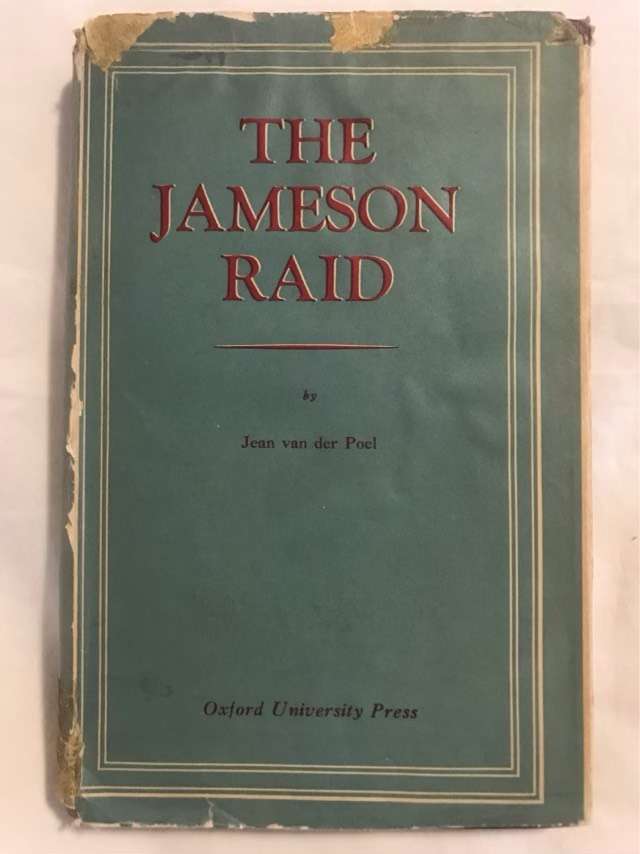 THE
JAMESON
RAID
by
Jean van der Poel
Oxford University Press